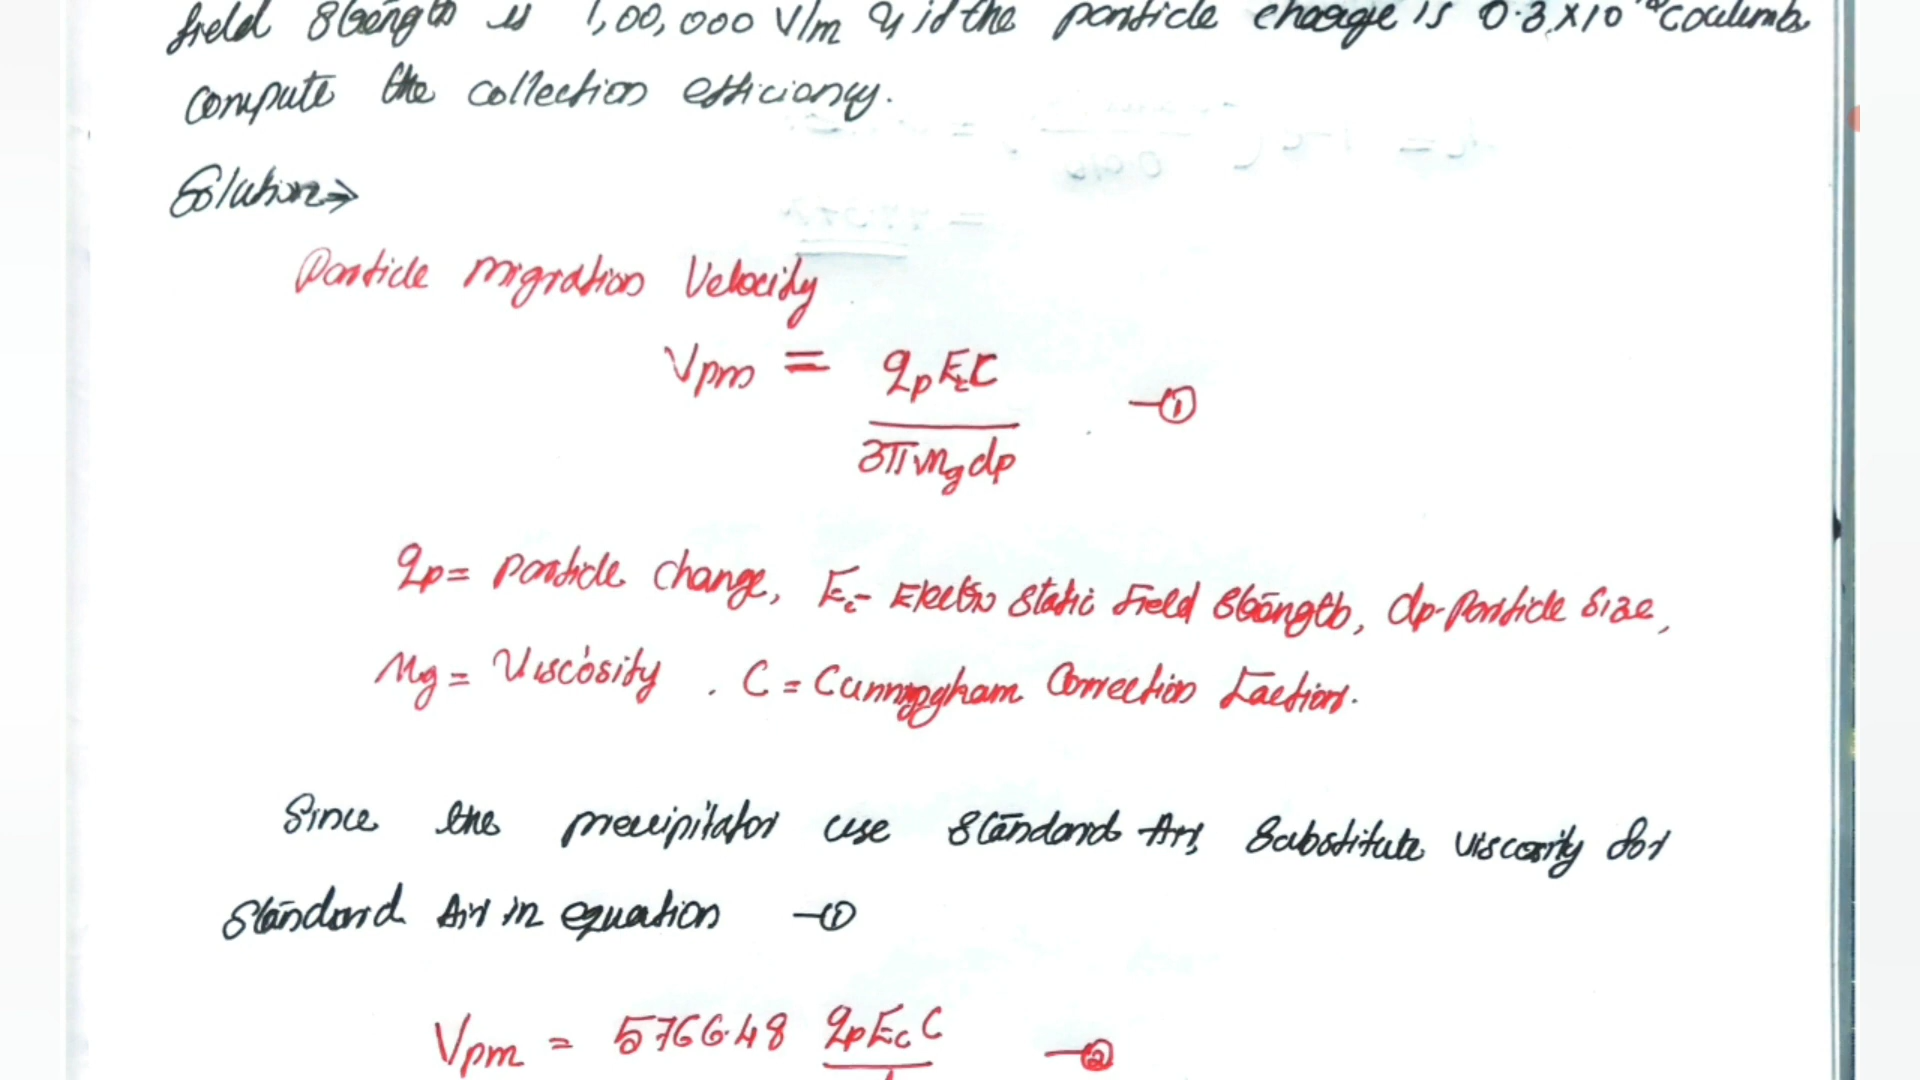 field Strength is 1,00,000 V/m & if the particle charge is 0.3 × 10 Coulumb
compute the collection efficiency.
Solution⇒
Particle migration Velocity
Vpm = qpEcC / 3πμgdp —①
qp = particle charge, Ec - Electro static Field Strength, dp - Particle size,
μg = Viscosity . C = Cunningham Correction Factor.
Since the precipitator use standard Air, Substitute viscosity for
standard Air in equation —①
Vpm = 5766.48 qpEcC —②